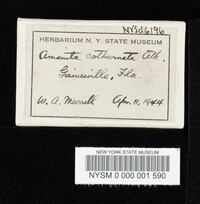 NYSd6196
HERBARIUM N. Y. STATE MUSEUM
Amanita cothurnata Atk.
Gainesville, Fla
W. A. Murrill Apr. 11, 1944
NEW YORK STATE MUSEUM
NYSM 0 000 001 590